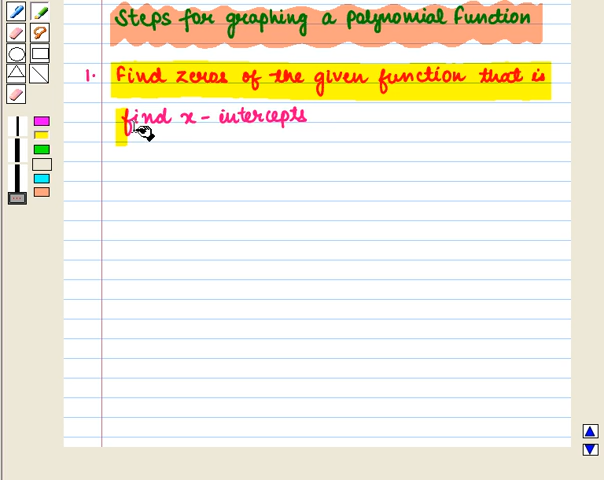 Steps for graphing a polynomial function
1. Find zeros of the given function that is
find x - intercepts